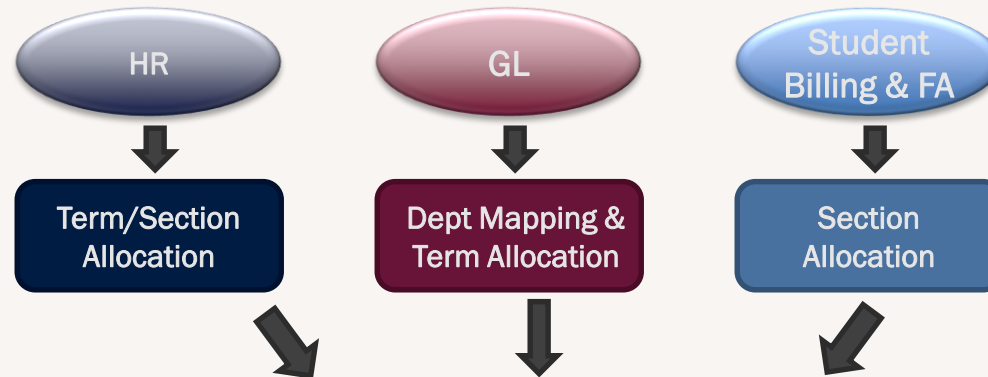 HR
GL
Student
Billing & FA
Term/Section
Allocation
Dept Mapping &
Term Allocation
Section
Allocation